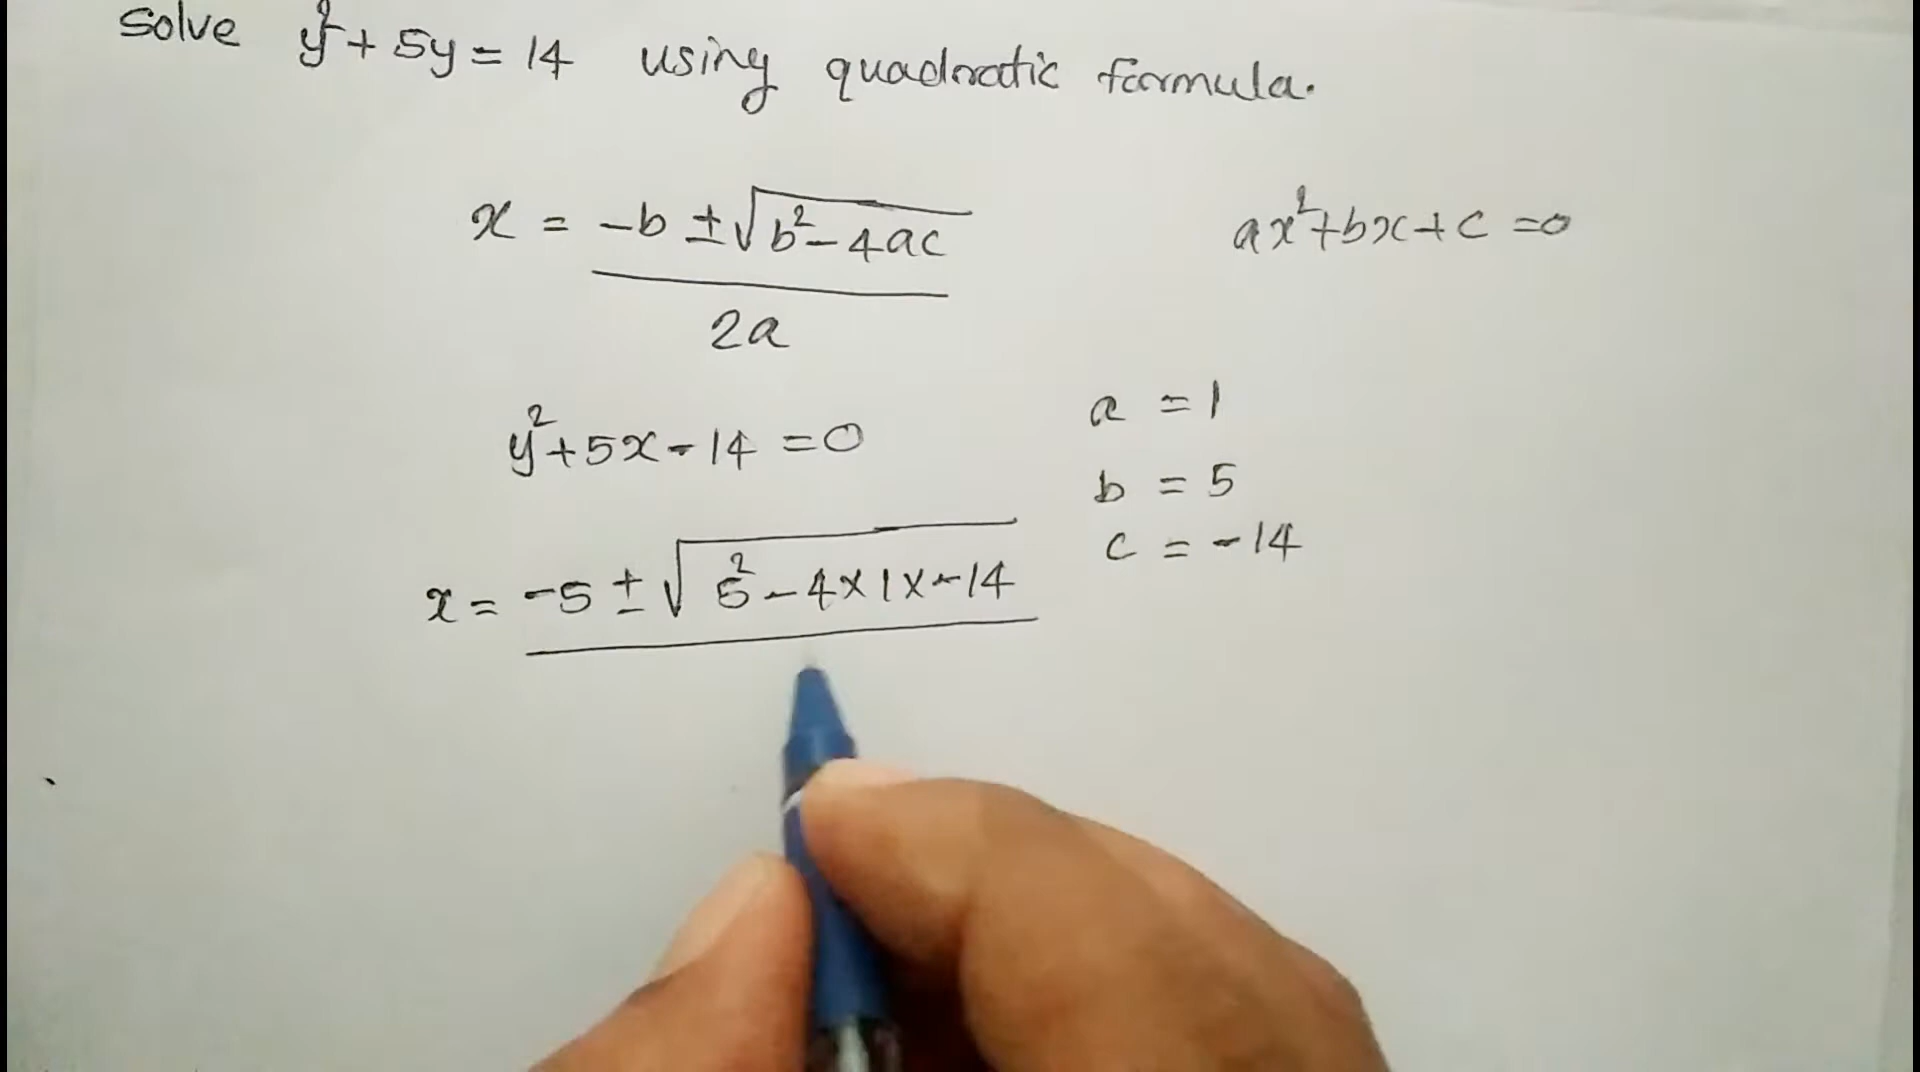 Solve y² + 5y = 14 using quadratic formula.
x = -b ± √b² - 4ac
2a
ax² + bx + c = 0
y² + 5x - 14 = 0
a = 1
b = 5
c = -14
x = -5 ± √5² - 4 × 1 × -14